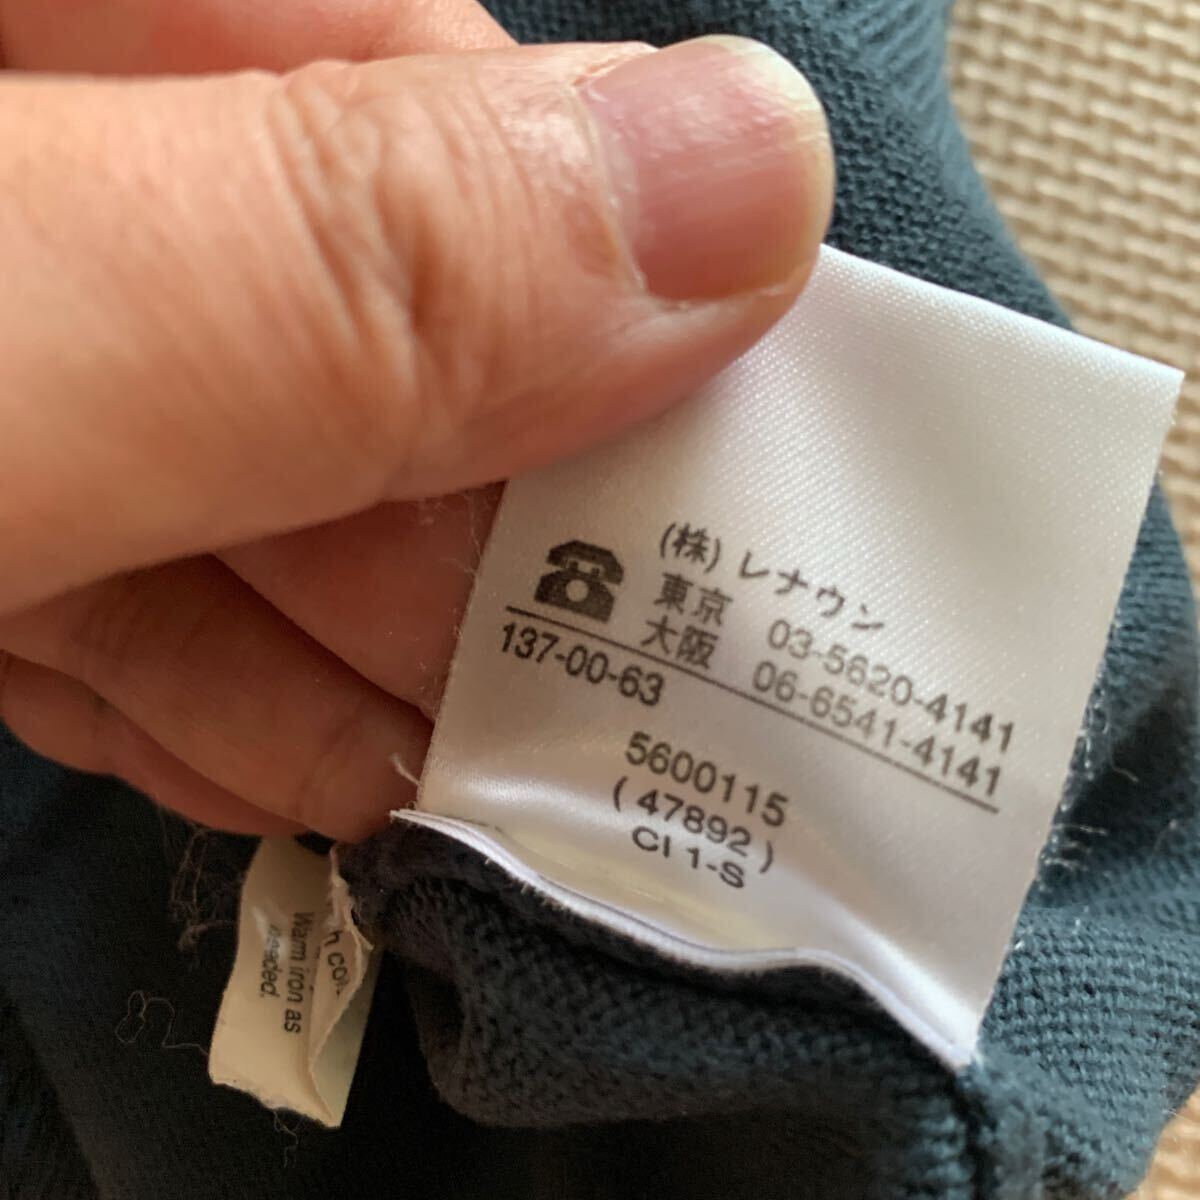 (株) レナウン
東京 03-5620-4141
大阪 06-6541-4141
137-00-63
5600115
( 47892 )
CI 1-S
Warm iron as
needed.